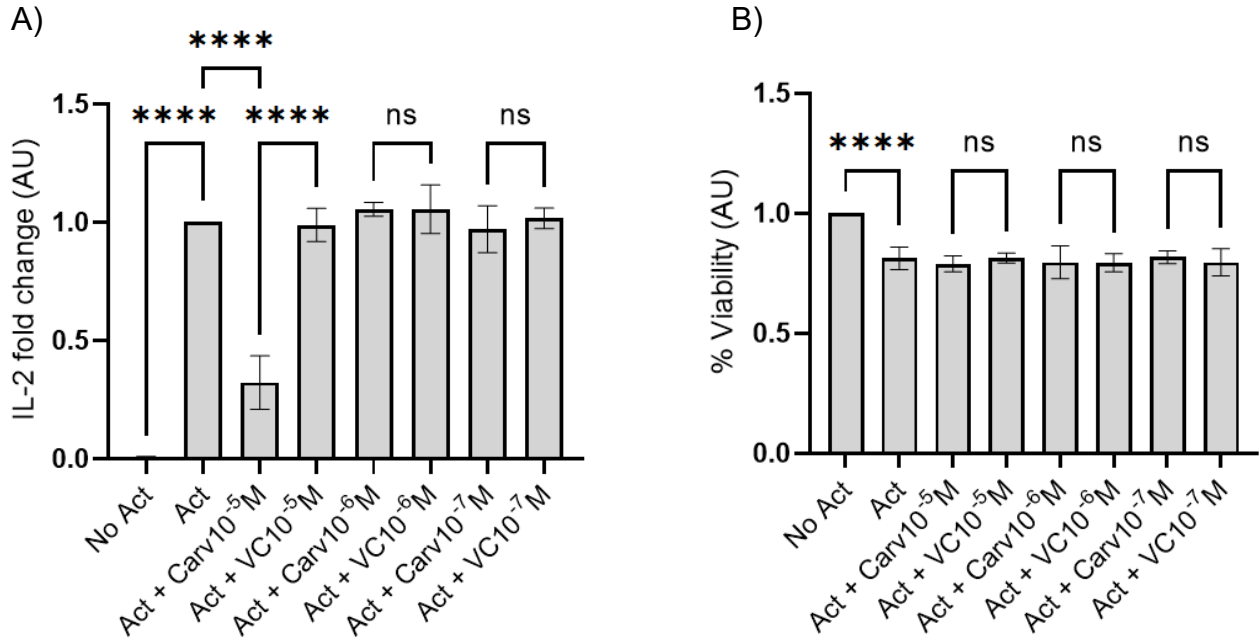 A)
****
****
****
ns
ns
IL-2 fold change (AU)
1.5
1.0
0.5
0.0
No Act
Act
Act + Carv10⁻⁵M
Act + VC10⁻⁵M
Act + Carv10⁻⁶M
Act + VC10⁻⁶M
Act + Carv10⁻⁷M
Act + VC10⁻⁷M
B)
****
ns
ns
ns
% Viability (AU)
1.5
1.0
0.5
0.0
No Act
Act
Act + Carv10⁻⁵M
Act + VC10⁻⁵M
Act + Carv10⁻⁶M
Act + VC10⁻⁶M
Act + Carv10⁻⁷M
Act + VC10⁻⁷M